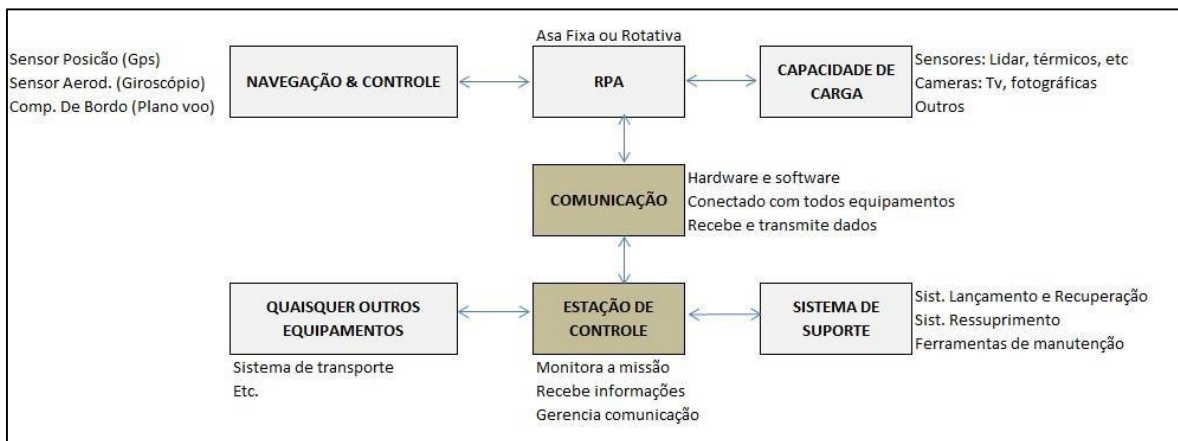 Asa Fixa ou Rotativa
Sensor Posicão (Gps)
Sensor Aerod. (Giroscópio)
Comp. De Bordo (Plano voo)
NAVEGAÇÃO & CONTROLE
RPA
CAPACIDADE DE
CARGA
Sensores: Lidar, térmicos, etc
Cameras: Tv, fotográficas
Outros
COMUNICAÇÃO
Hardware e software
Conectado com todos equipamentos
Recebe e transmite dados
QUAISQUER OUTROS
EQUIPAMENTOS
Sistema de transporte
Etc.
ESTAÇÃO DE
CONTROLE
Monitora a missão
Recebe informações
Gerencia comunicação
SISTEMA DE
SUPORTE
Sist. Lançamento e Recuperação
Sist. Ressuprimento
Ferramentas de manutenção